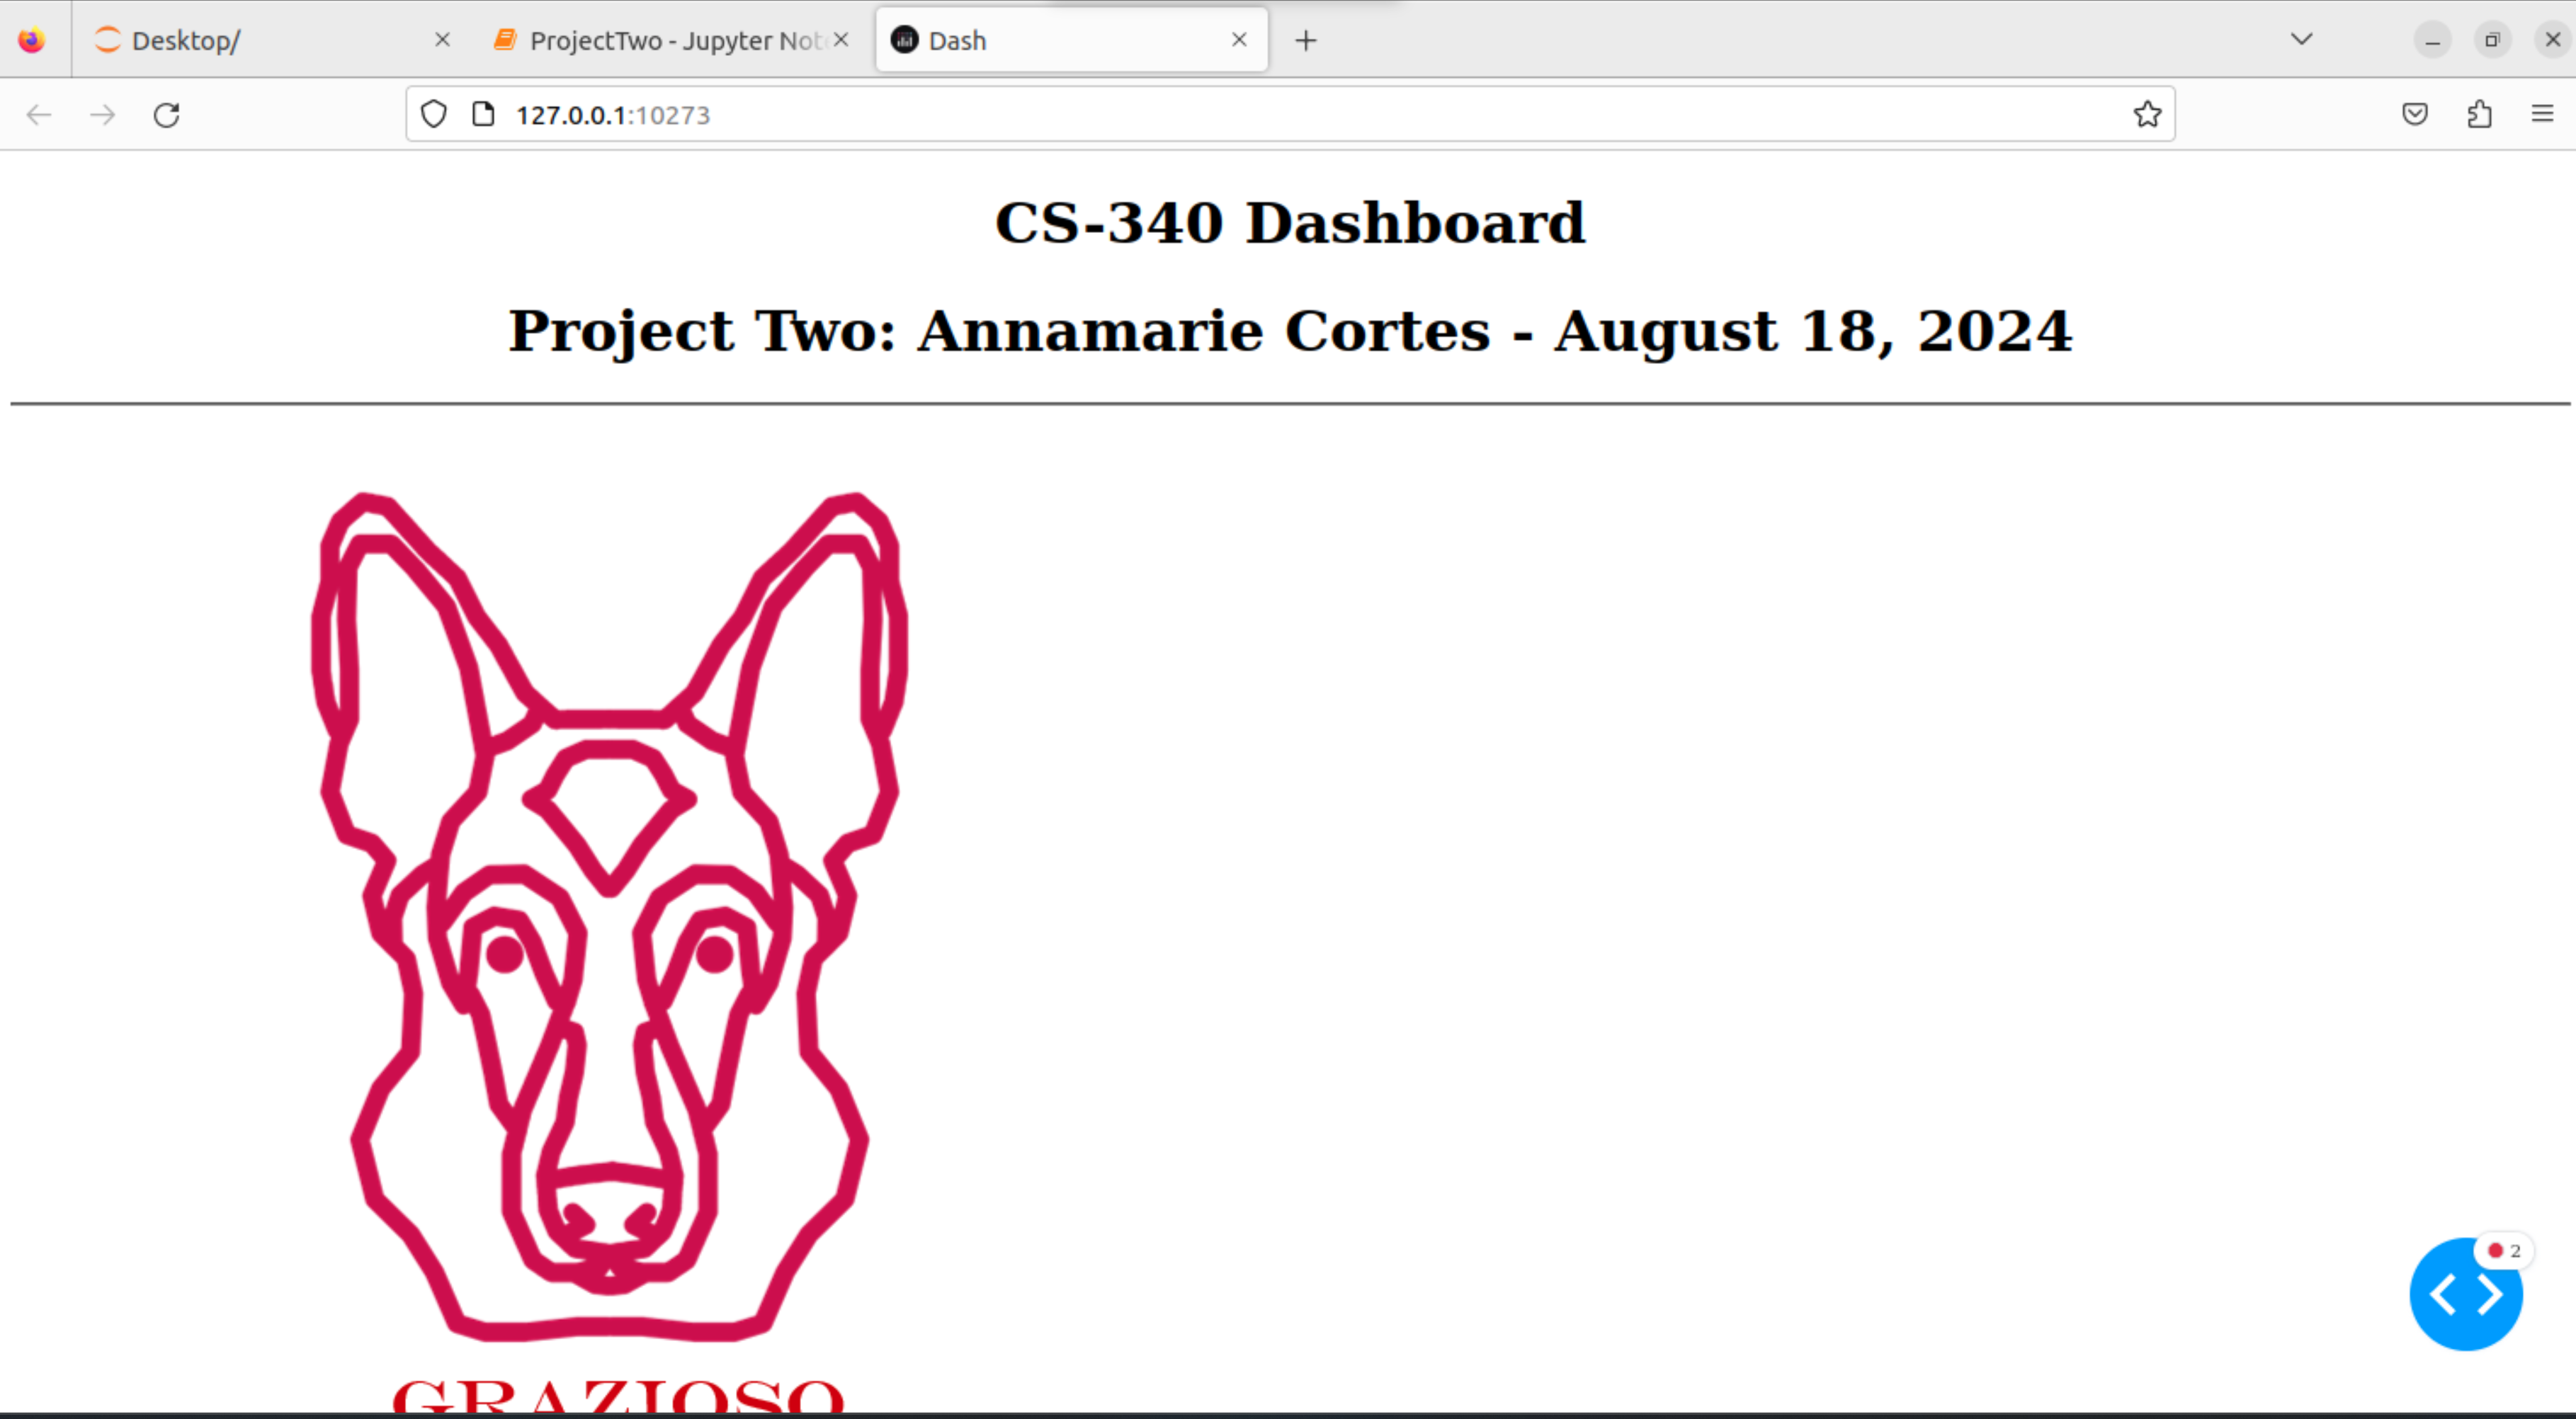 Desktop/
ProjectTwo - Jupyter Not
Dash
127.0.0.1:10273
CS-340 Dashboard
Project Two: Annamarie Cortes - August 18, 2024
GRAZIOSO
2